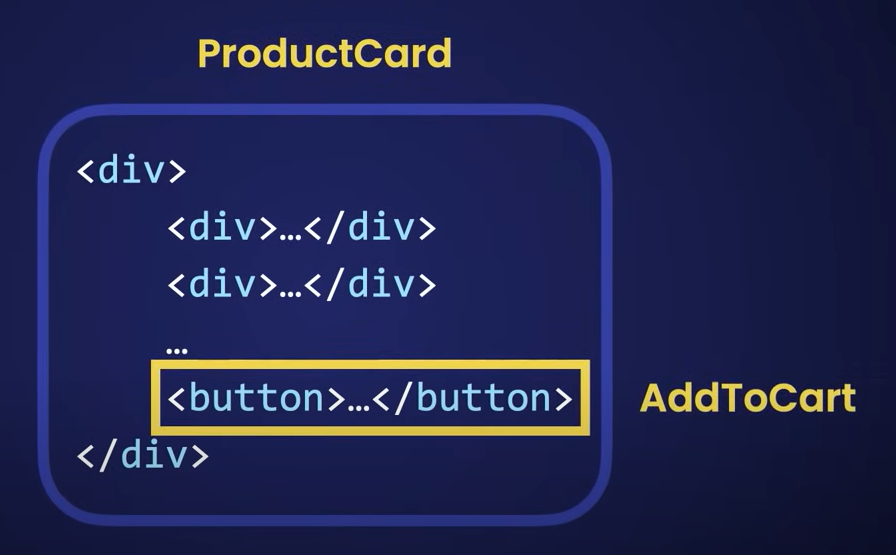 ProductCard
<div>
<div>…</div>
<div>…</div>
…
<button>…</button>
AddToCart
</div>